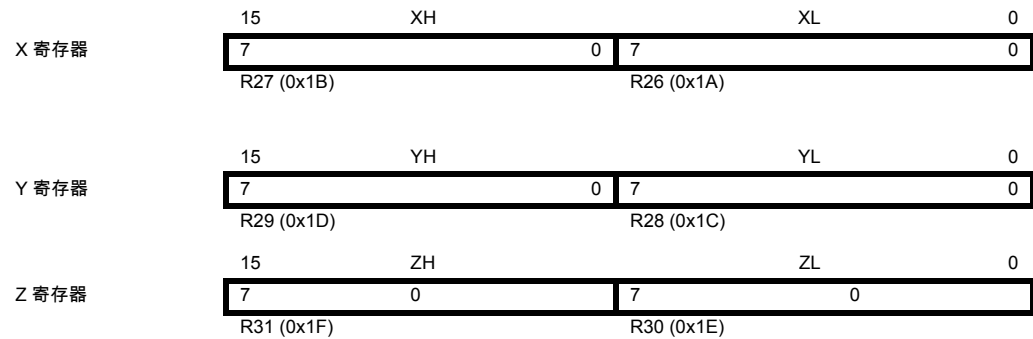 15 XH XL 0
X 寄存器 7 0 7 0
R27 (0x1B) R26 (0x1A)
15 YH YL 0
Y 寄存器 7 0 7 0
R29 (0x1D) R28 (0x1C)
15 ZH ZL 0
Z 寄存器 7 0 7 0
R31 (0x1F) R30 (0x1E)